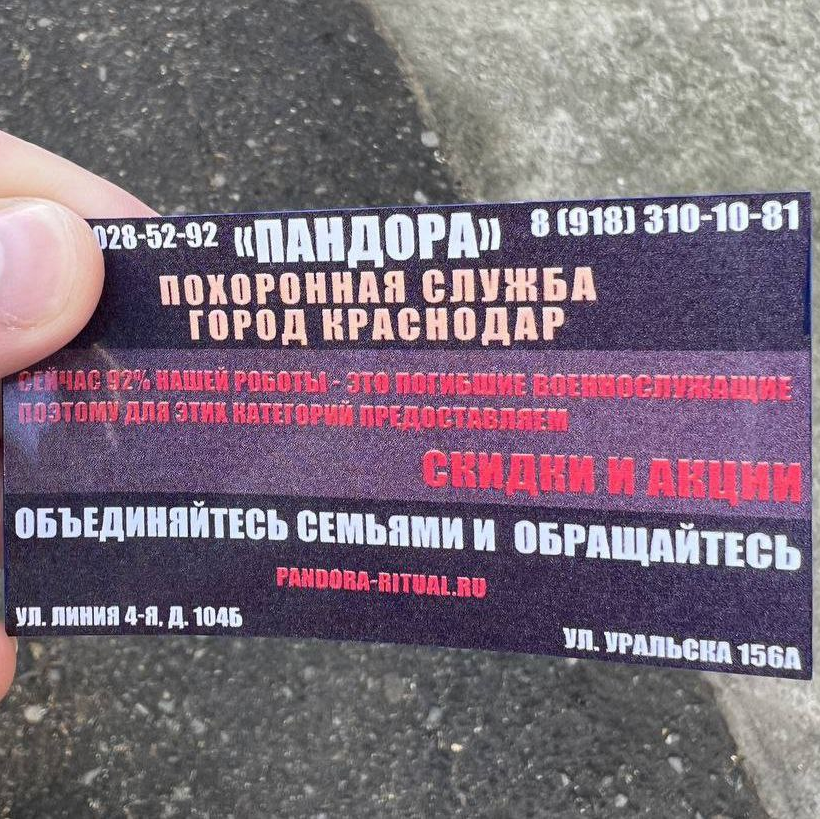 028-52-92 «ПАНДОРА» 8 (918) 310-10-81
ПОХОРОННАЯ СЛУЖБА
ГОРОД КРАСНОДАР
СЕЙЧАС 92% НАШЕЙ РОБОТЫ - ЭТО ПОГИБШИЕ ВОЕННОСЛУЖАЩИЕ
ПОЭТОМУ ДЛЯ ЭТИХ КАТЕГОРИЙ ПРЕДОСТАВЛЯЕМ
СКИДКИ И АКЦИИ
ОБЪЕДИНЯЙТЕСЬ СЕМЬЯМИ И ОБРАЩАЙТЕСЬ
PANDORA-RITUAL.RU
УЛ. ЛИНИЯ 4-Я, Д. 104Б
УЛ. УРАЛЬСКА 156А